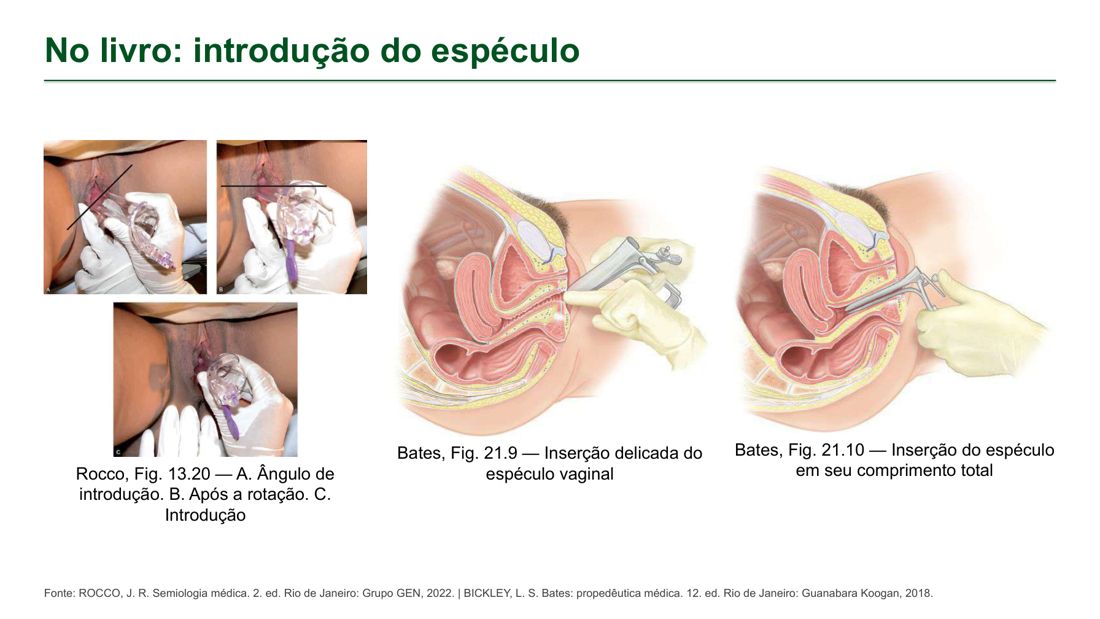 No livro: introdução do espéculo
A
B
C
Rocco, Fig. 13.20 — A. Ângulo de
introdução. B. Após a rotação. C.
Introdução
Bates, Fig. 21.9 — Inserção delicada do
espéculo vaginal
Bates, Fig. 21.10 — Inserção do espéculo
em seu comprimento total
Fonte: ROCCO, J. R. Semiologia médica. 2. ed. Rio de Janeiro: Grupo GEN, 2022. | BICKLEY, L. S. Bates: propedêutica médica. 12. ed. Rio de Janeiro: Guanabara Koogan, 2018.